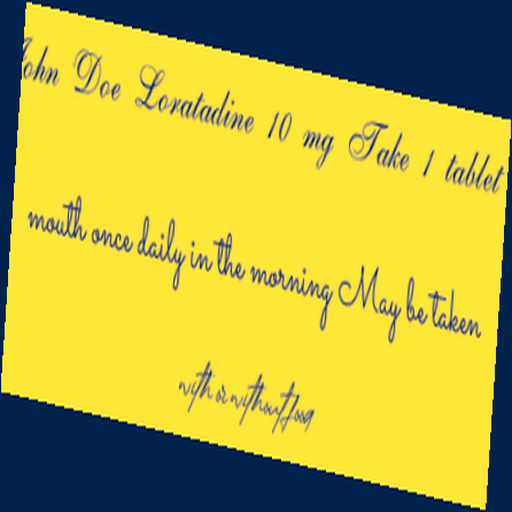 John Doe Loratadine 10 mg Take 1 tablet
mouth once daily in the morning May be taken
with or without food